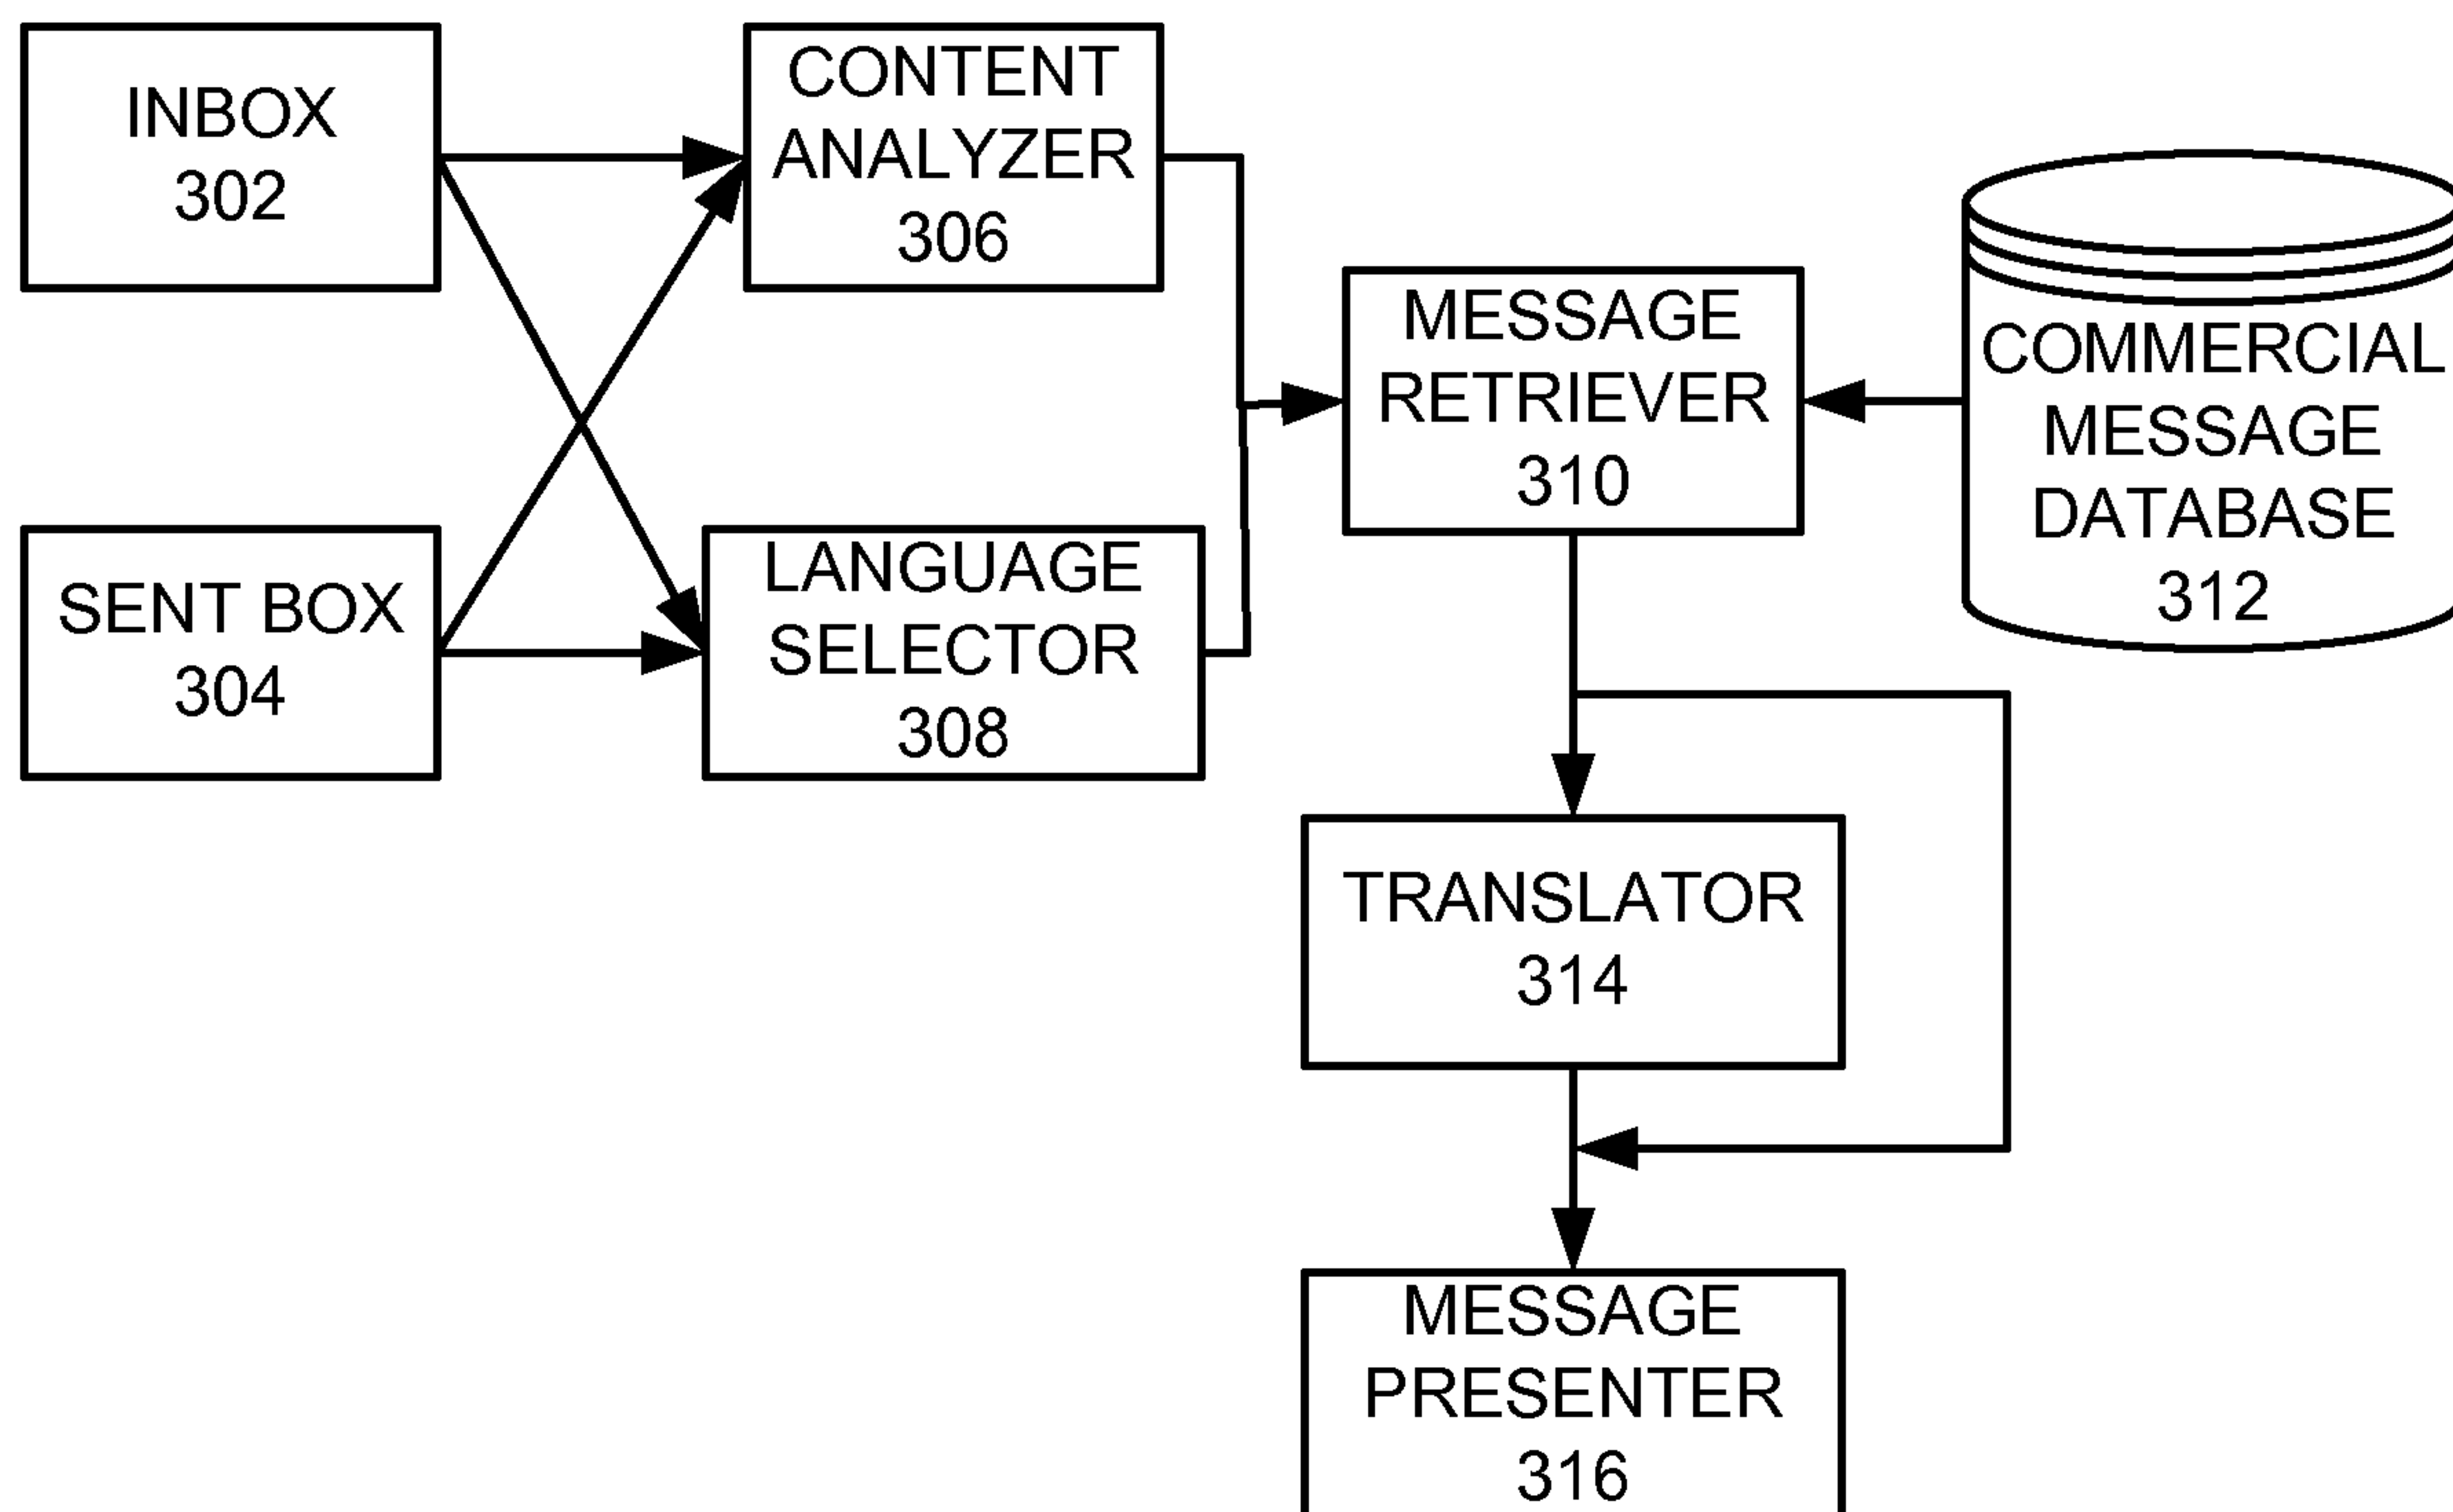 INBOX
302
CONTENT
ANALYZER
306
SENT BOX
304
LANGUAGE
SELECTOR
308
MESSAGE
RETRIEVER
310
COMMERCIAL
MESSAGE
DATABASE
312
TRANSLATOR
314
MESSAGE
PRESENTER
316